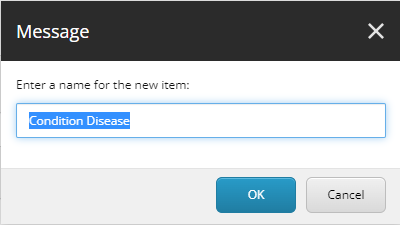 Message
Enter a name for the new item:
Condition Disease
OK
Cancel